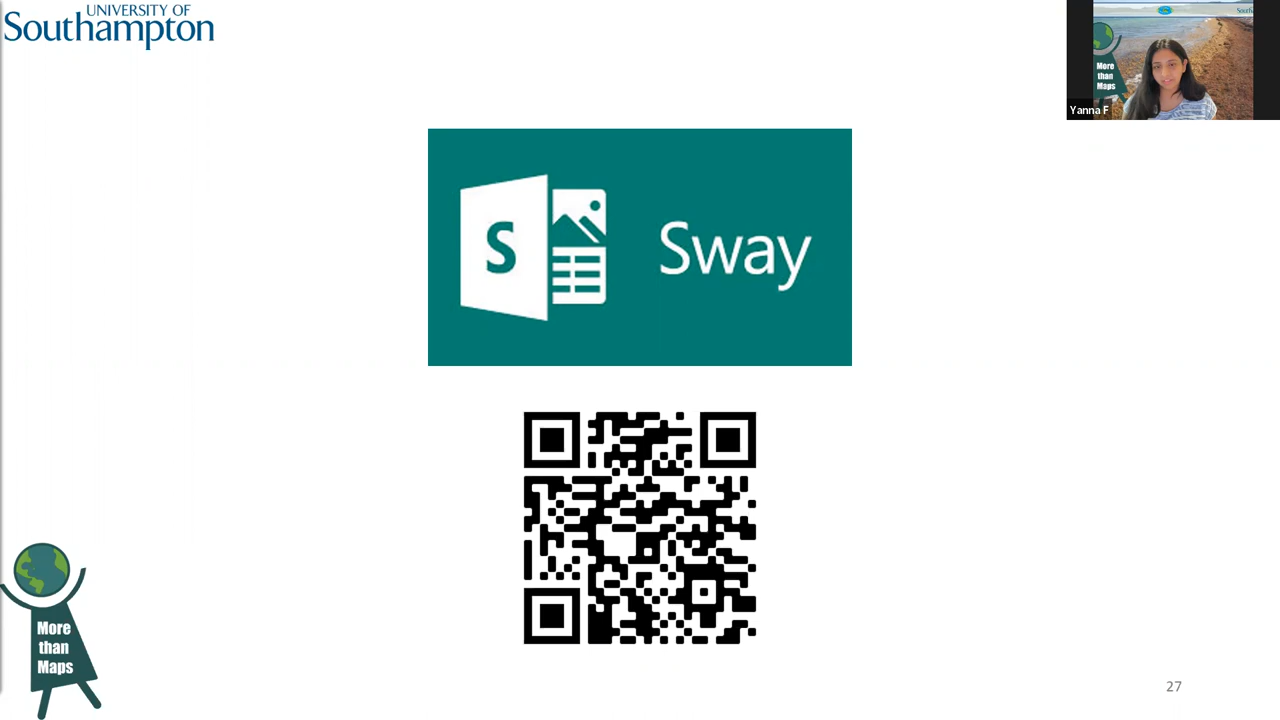 UNIVERSITY OF
Southampton
More
than
Maps
Yanna F
S
Sway
More
than
Maps
27